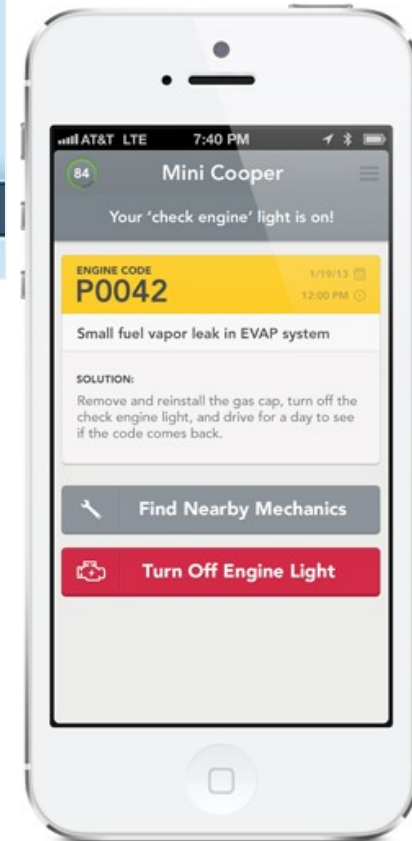 AT&T LTE 7:40 PM
84 Mini Cooper
Your 'check engine' light is on!
ENGINE CODE
P0042
1/19/13
12:00 PM
Small fuel vapor leak in EVAP system
SOLUTION:
Remove and reinstall the gas cap, turn off the
check engine light, and drive for a day to see
if the code comes back.
Find Nearby Mechanics
Turn Off Engine Light